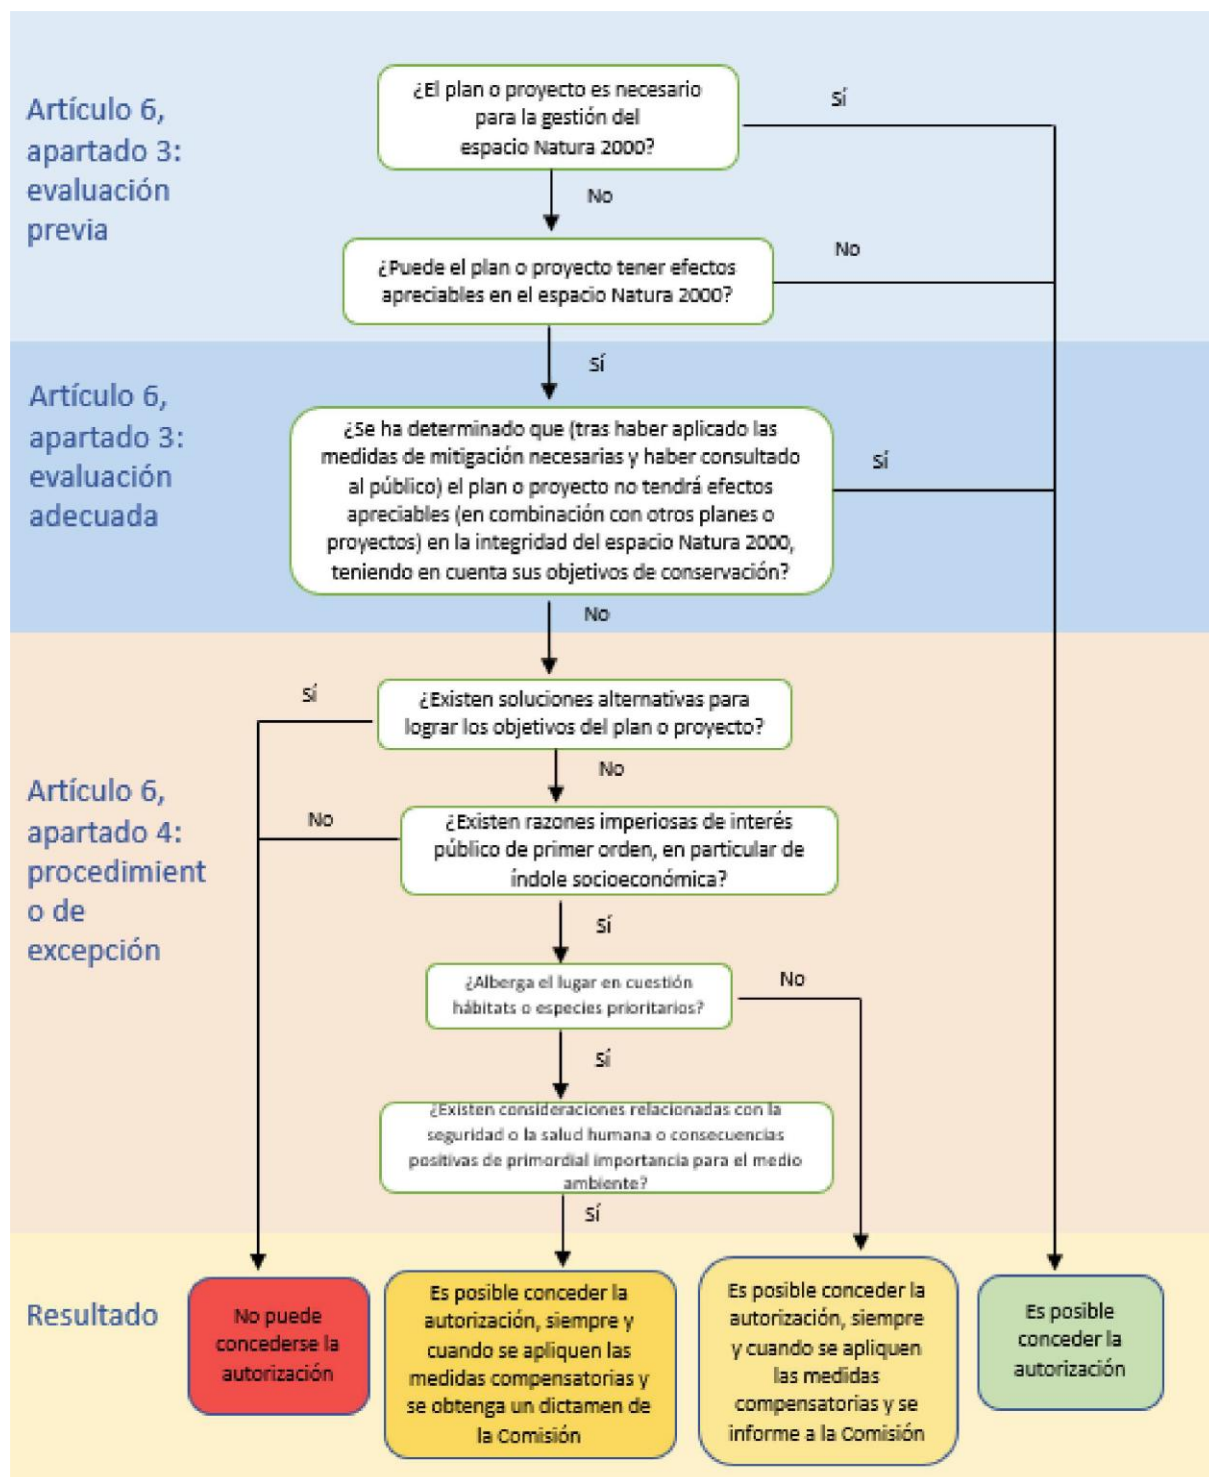 Artículo 6,
apartado 3:
evaluación
previa
¿El plan o proyecto es necesario
para la gestión del
espacio Natura 2000?
Sí
No
¿Puede el plan o proyecto tener efectos
apreciables en el espacio Natura 2000?
No
Sí
Artículo 6,
apartado 3:
evaluación
adecuada
¿Se ha determinado que (tras haber aplicado las
medidas de mitigación necesarias y haber consultado
al público) el plan o proyecto no tendrá efectos
apreciables (en combinación con otros planes o
proyectos) en la integridad del espacio Natura 2000,
teniendo en cuenta sus objetivos de conservación?
Sí
No
Artículo 6,
apartado 4:
procedimient
o de
excepción
Sí
¿Existen soluciones alternativas para
lograr los objetivos del plan o proyecto?
No
No
¿Existen razones imperiosas de interés
público de primer orden, en particular de
índole socioeconómica?
Sí
¿Alberga el lugar en cuestión
hábitats o especies prioritarios?
No
Sí
¿Existen consideraciones relacionadas con la
seguridad o la salud humana o consecuencias
positivas de primordial importancia para el medio
ambiente?
Sí
Resultado
No puede
concederse la
autorización
Es posible conceder la
autorización, siempre y
cuando se apliquen las
medidas compensatorias y
se obtenga un dictamen de
la Comisión
Es posible conceder la
autorización, siempre
y cuando se apliquen
las medidas
compensatorias y se
informe a la Comisión
Es posible
conceder la
autorización